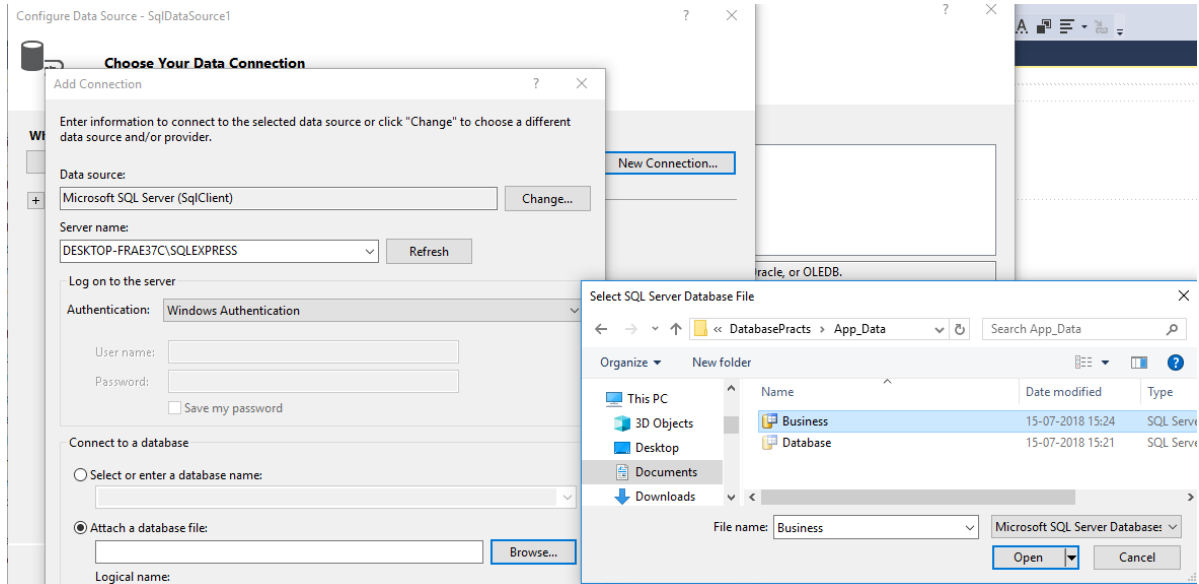 Configure Data Source - SqlDataSource1
Choose Your Data Connection
Add Connection
Enter information to connect to the selected data source or click "Change" to choose a different
data source and/or provider.
New Connection...
Data source:
Microsoft SQL Server (SqlClient)
Change...
Server name:
DESKTOP-FRAE37C\SQLEXPRESS
Refresh
Log on to the server
Authentication:
Windows Authentication
User name:
Password:
Save my password
Connect to a database
Select or enter a database name:
Attach a database file:
Browse...
Logical name:
or OLEDB.
Select SQL Server Database File
« DatabasePracts › App_Data
Search App_Data
Organize
New folder
This PC
3D Objects
Desktop
Documents
Downloads
Name
Date modified
Type
Business
15-07-2018 15:24
SQL Serve
Database
15-07-2018 15:21
SQL Serve
File name:
Business
Microsoft SQL Server Databases
Open
Cancel